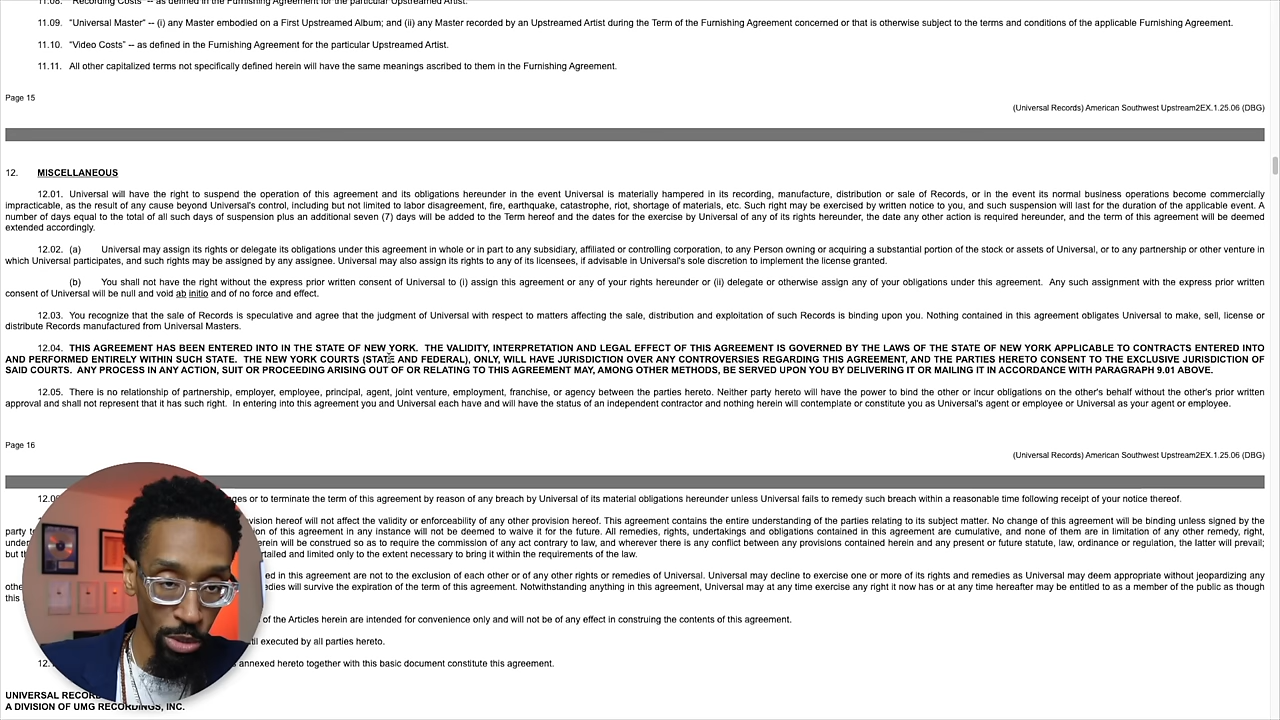 11.08. "Recording Costs" -- as defined in the Furnishing Agreement for the particular Upstreamed Artist.
11.09. "Universal Master" -- (i) any Master embodied on a First Upstreamed Album; and (ii) any Master recorded by an Upstreamed Artist during the Term of the Furnishing Agreement concerned or that is otherwise subject to the terms and conditions of the applicable Furnishing Agreement.
11.10. "Video Costs" -- as defined in the Furnishing Agreement for the particular Upstreamed Artist.
11.11. All other capitalized terms not specifically defined herein will have the same meanings ascribed to them in the Furnishing Agreement.
Page 15
(Universal Records) American Southwest Upstream2EX.1.25.06 (DBG)
12. MISCELLANEOUS
12.01. Universal will have the right to suspend the operation of this agreement and its obligations hereunder in the event Universal is materially hampered in its recording, manufacture, distribution or sale of Records, or in the event its normal business operations become commercially
impracticable, as the result of any cause beyond Universal's control, including but not limited to labor disagreement, fire, earthquake, catastrophe, riot, shortage of materials, etc. Such right may be exercised by written notice to you, and such suspension will last for the duration of the applicable event. A
number of days equal to the total of all such days of suspension plus an additional seven (7) days will be added to the Term hereof and the dates for the exercise by Universal of any of its rights hereunder, the date any other action is required hereunder, and the term of this agreement will be deemed
extended accordingly.
12.02. (a) Universal may assign its rights or delegate its obligations under this agreement in whole or in part to any subsidiary, affiliated or controlling corporation, to any Person owning or acquiring a substantial portion of the stock or assets of Universal, or to any partnership or other venture in
which Universal participates, and such rights may be assigned by any assignee. Universal may also assign its rights to any of its licensees, if advisable in Universal's sole discretion to implement the license granted.
(b) You shall not have the right without the express prior written consent of Universal to (i) assign this agreement or any of your rights hereunder or (ii) delegate or otherwise assign any of your obligations under this agreement. Any such assignment with the express prior written
consent of Universal will be null and void ab initio and of no force and effect.
12.03. You recognize that the sale of Records is speculative and agree that the judgment of Universal with respect to matters affecting the sale, distribution and exploitation of such Records is binding upon you. Nothing contained in this agreement obligates Universal to make, sell, license or
distribute Records manufactured from Universal Masters.
12.04. THIS AGREEMENT HAS BEEN ENTERED INTO IN THE STATE OF NEW YORK. THE VALIDITY, INTERPRETATION AND LEGAL EFFECT OF THIS AGREEMENT IS GOVERNED BY THE LAWS OF THE STATE OF NEW YORK APPLICABLE TO CONTRACTS ENTERED INTO
AND PERFORMED ENTIRELY WITHIN SUCH STATE. THE NEW YORK COURTS (STATE AND FEDERAL), ONLY, WILL HAVE JURISDICTION OVER ANY CONTROVERSIES REGARDING THIS AGREEMENT, AND THE PARTIES HERETO CONSENT TO THE EXCLUSIVE JURISDICTION OF
SAID COURTS. ANY PROCESS IN ANY ACTION, SUIT OR PROCEEDING ARISING OUT OF OR RELATING TO THIS AGREEMENT MAY, AMONG OTHER METHODS, BE SERVED UPON YOU BY DELIVERING IT OR MAILING IT IN ACCORDANCE WITH PARAGRAPH 9.01 ABOVE.
12.05. There is no relationship of partnership, employer, employee, principal, agent, joint venture, employment, franchise, or agency between the parties hereto. Neither party hereto will have the power to bind the other or incur obligations on the other's behalf without the other's prior written
approval and shall not represent that it has such right. In entering into this agreement you and Universal each have and will have the status of an independent contractor and nothing herein will contemplate or constitute you as Universal's agent or employee or Universal as your agent or employee.
Page 16
(Universal Records) American Southwest Upstream2EX.1.25.06 (DBG)
or to terminate the term of this agreement by reason of any breach by Universal of its material obligations hereunder unless Universal fails to remedy such breach within a reasonable time following receipt of your notice thereof.
hereof will not affect the validity or enforceability of any other provision hereof. This agreement contains the entire understanding of the parties relating to its subject matter. No change of this agreement will be binding unless signed by the
party of this agreement in any instance will not be deemed to waive it for the future. All remedies, rights, undertakings and obligations contained in this agreement are cumulative, and none of them are in limitation of any other remedy, right,
herein will be construed so as to require the commission of any act contrary to law, and wherever there is any conflict between any provisions contained herein and any present or future statute, law, ordinance or regulation, the latter will prevail;
but and limited only to the extent necessary to bring it within the requirements of the law.
in this agreement are not to the exclusion of each other or of any other rights or remedies of Universal. Universal may decline to exercise one or more of its rights and remedies as Universal may deem appropriate without jeopardizing any
will survive the expiration of the term of this agreement. Notwithstanding anything in this agreement, Universal may at any time exercise any right it now has or at any time hereafter may be entitled to as a member of the public as though
this
of the Articles herein are intended for convenience only and will not be of any effect in construing the contents of this agreement.
executed by all parties hereto.
annexed hereto together with this basic document constitute this agreement.
UNIVERSAL
A DIVISION OF UMG RECORDINGS, INC.